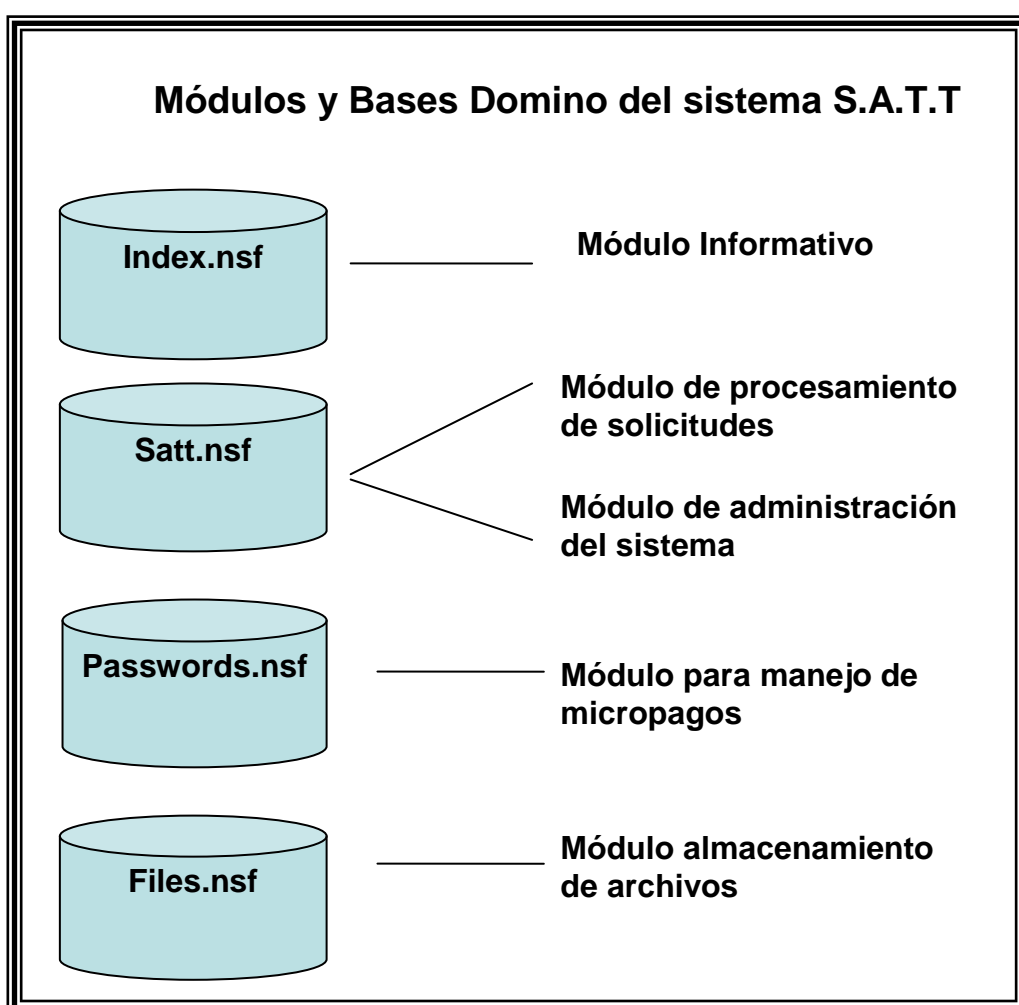 Módulos y Bases Domino del sistema S.A.T.T
Index.nsf
Módulo Informativo
Satt.nsf
Módulo de procesamiento
de solicitudes
Módulo de administración
del sistema
Passwords.nsf
Módulo para manejo de
micropagos
Files.nsf
Módulo almacenamiento
de archivos